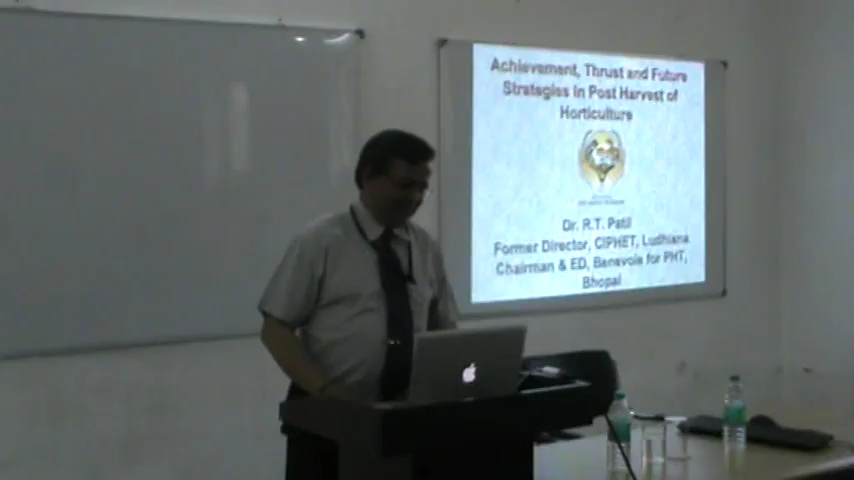 Achievement, Thrust and Future
Strategies in Post Harvest of
Horticulture
Dr. R.T. Patil
Former Director, CIPHET, Ludhiana
Chairman & ED, Benevole for PHT,
Bhopal